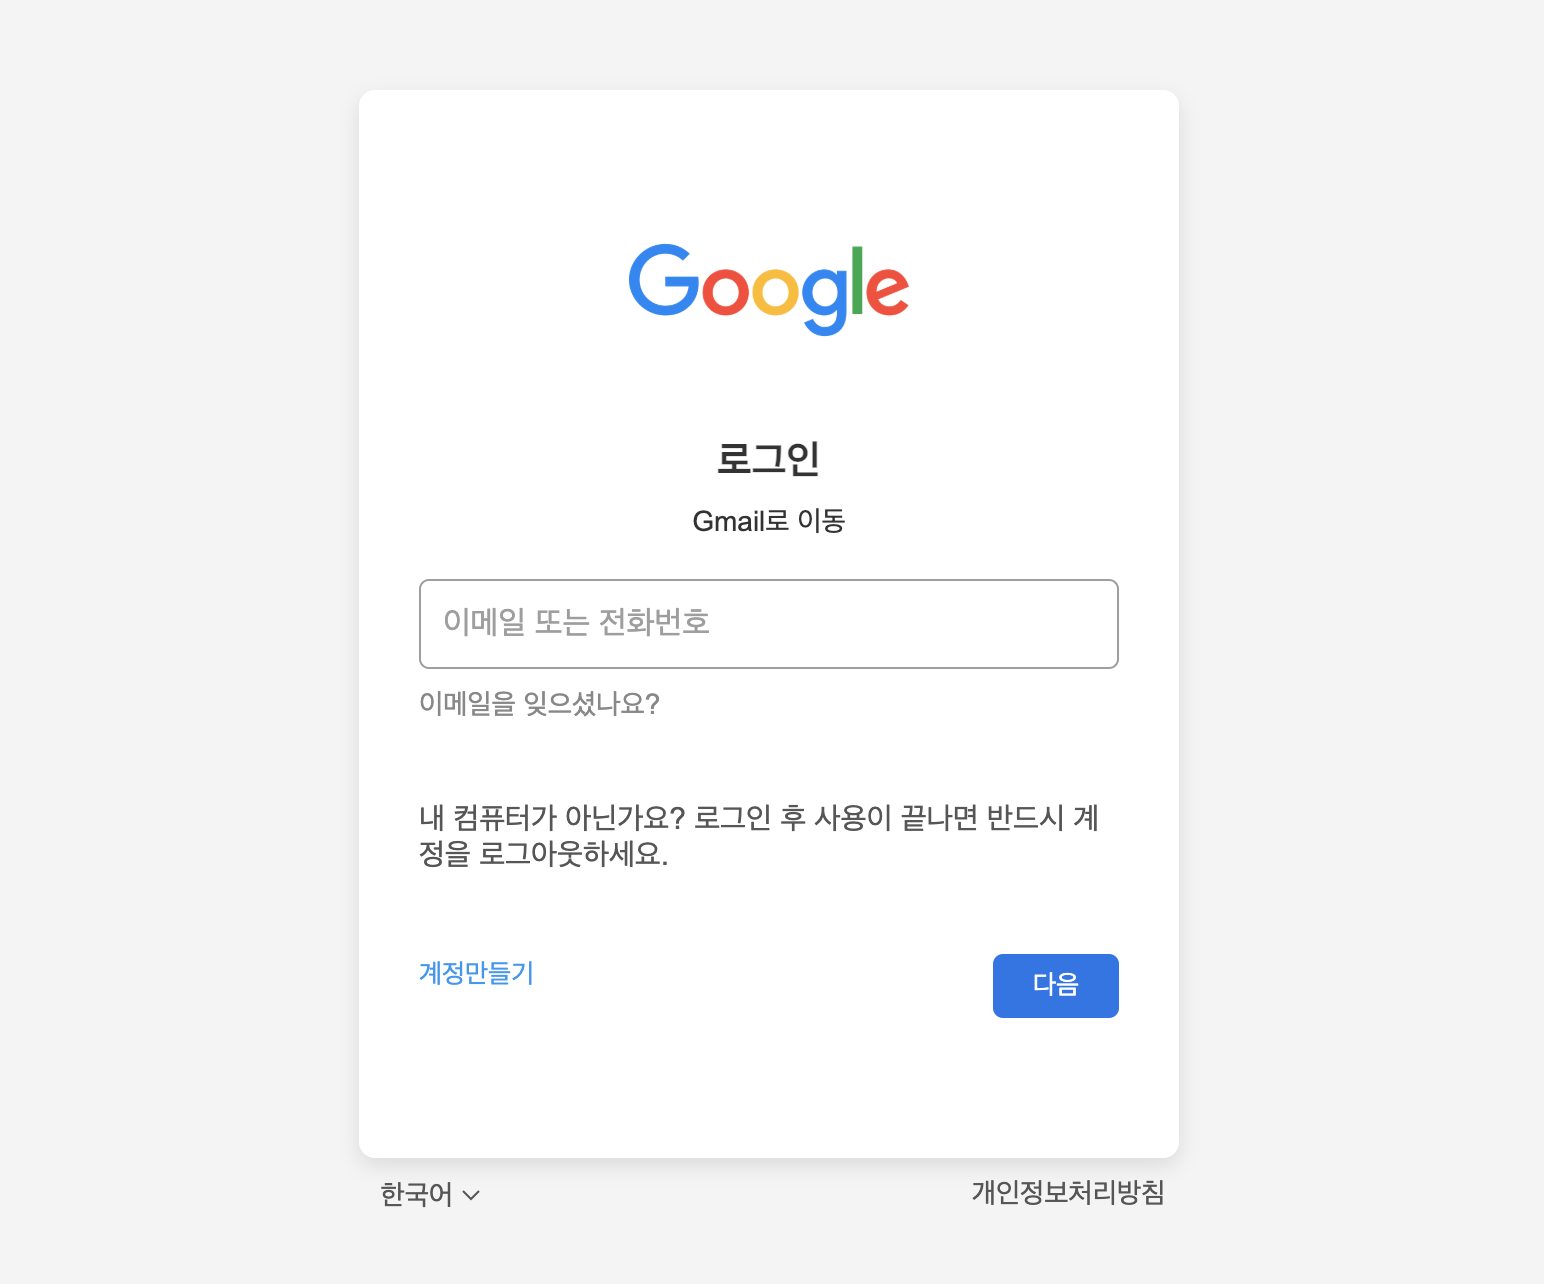 Google
로그인
Gmail로 이동
이메일 또는 전화번호
이메일을 잊으셨나요?
내 컴퓨터가 아닌가요? 로그인 후 사용이 끝나면 반드시 계
정을 로그아웃하세요.
계정만들기
다음
한국어
개인정보처리방침